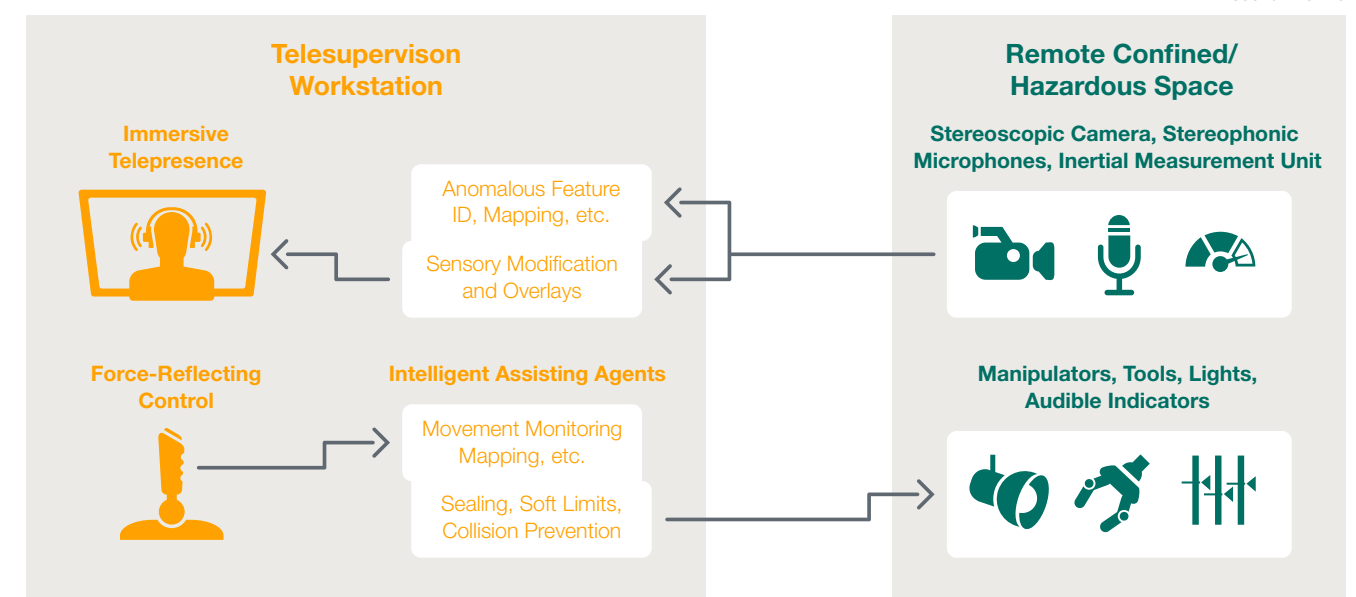 Telesupervison
Workstation
Immersive
Telepresence
Anomalous Feature
ID, Mapping, etc.
Sensory Modification
and Overlays
Force-Reflecting
Control
Intelligent Assisting Agents
Movement Monitoring
Mapping, etc.
Sealing, Soft Limits,
Collision Prevention
Remote Confined/
Hazardous Space
Stereoscopic Camera, Stereophonic
Microphones, Inertial Measurement Unit
Manipulators, Tools, Lights,
Audible Indicators